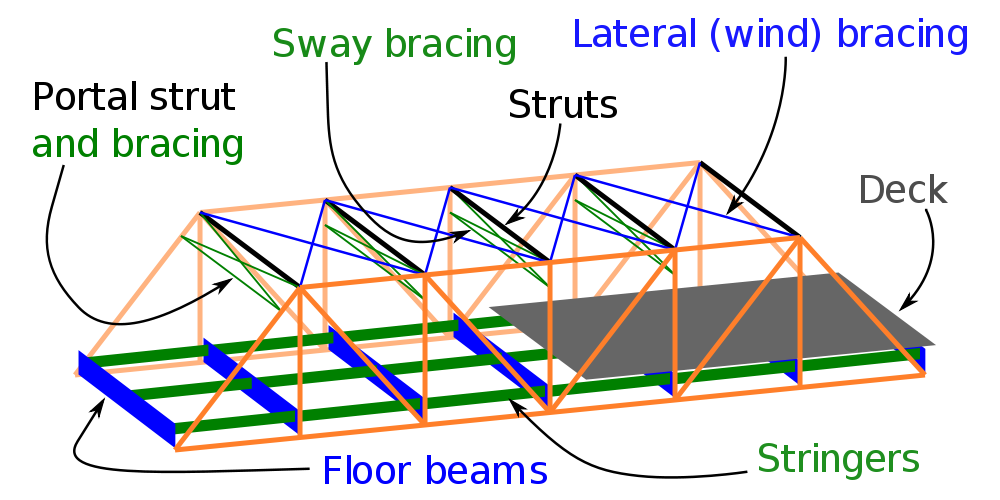 Sway bracing
Lateral (wind) bracing
Portal strut
and bracing
Struts
Deck
Floor beams
Stringers